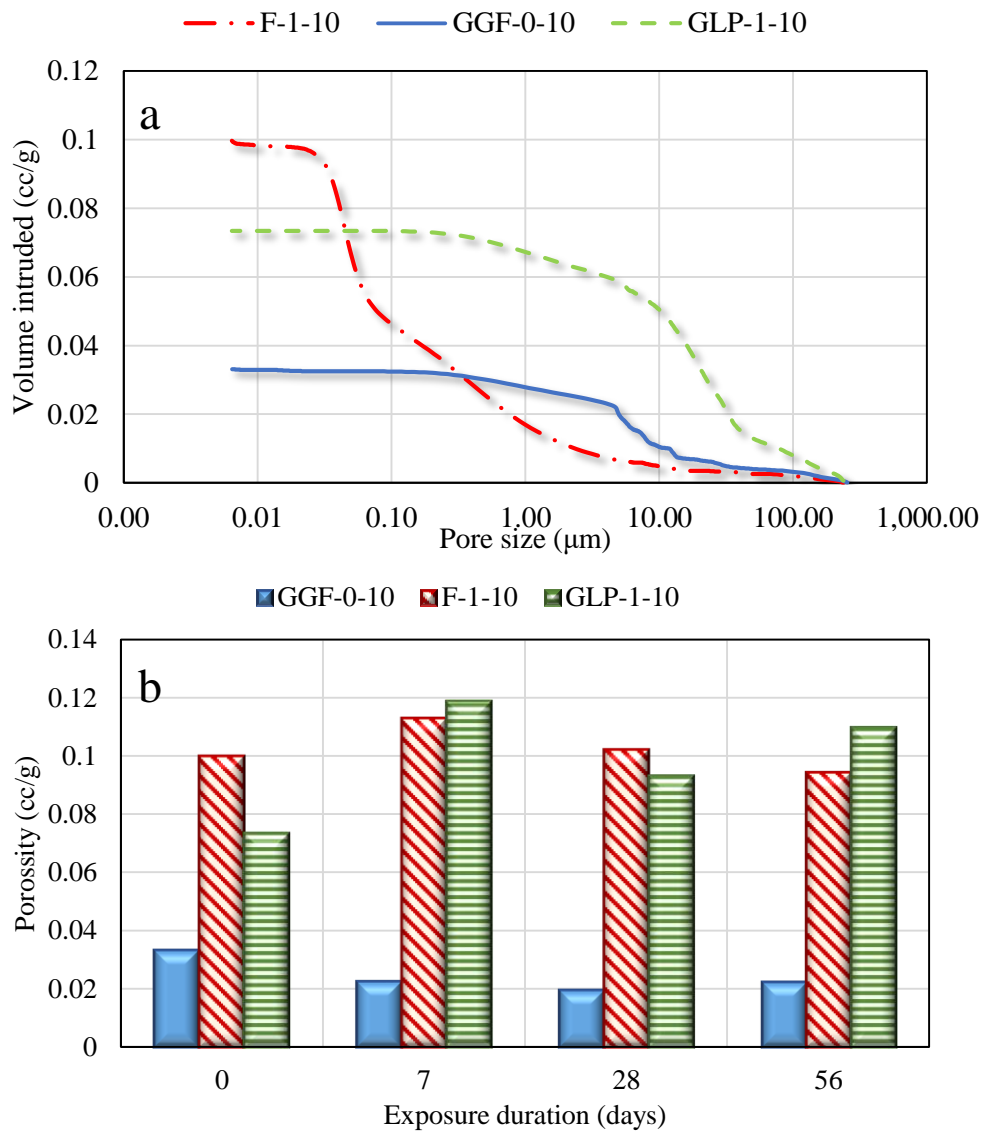 F-1-10 GGF-0-10 GLP-1-10
0.12
a
0.1
0.08
0.06
0.04
0.02
0
Volume intruded (cc/g)
0.00 0.01 0.10 1.00 10.00 100.00 1,000.00
Pore size (μm)
GGF-0-10 F-1-10 GLP-1-10
0.14
b
0.12
0.1
0.08
0.06
0.04
0.02
0
Porossity (cc/g)
0 7 28 56
Exposure duration (days)